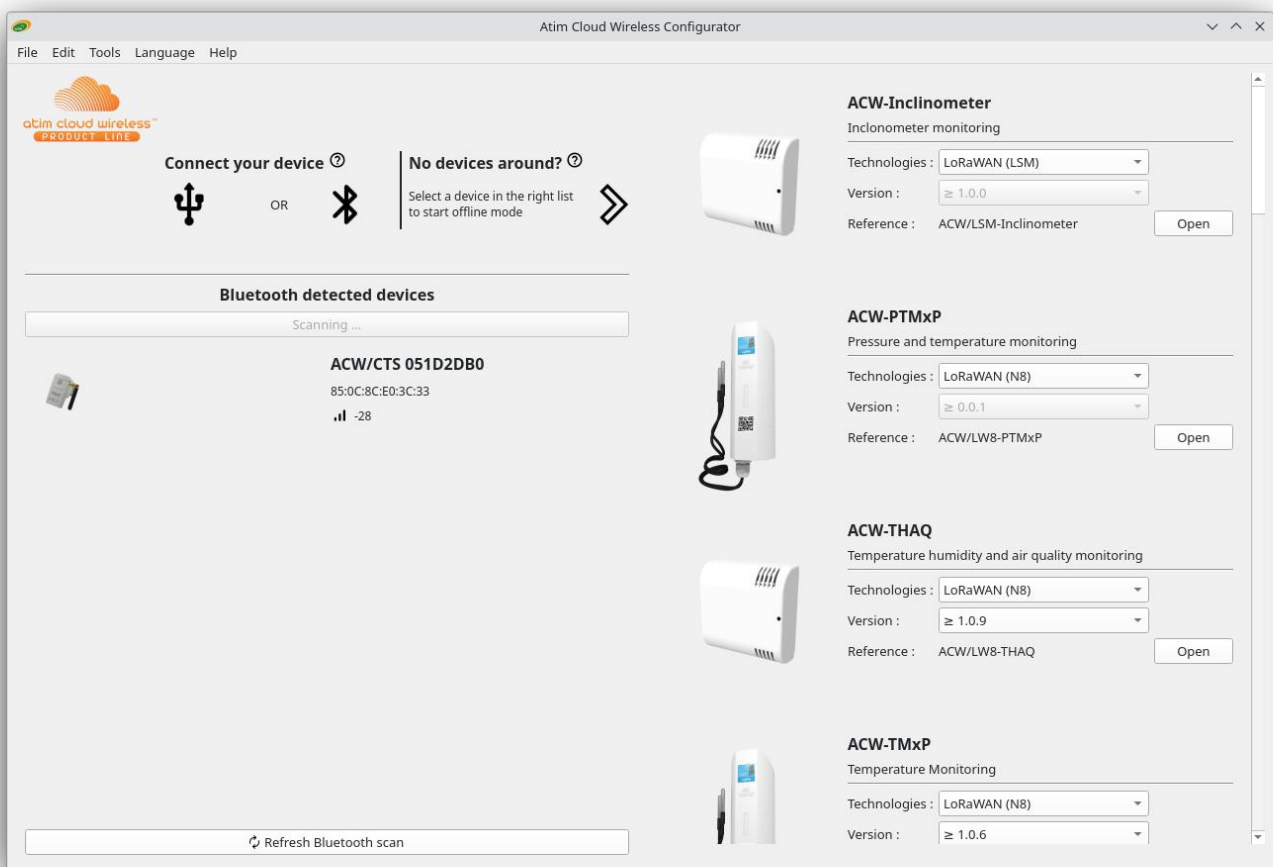 Atim Cloud Wireless Configurator
File Edit Tools Language Help
atim cloud wireless™
PRODUCT LINE
Connect your device
OR
No devices around?
Select a device in the right list
to start offline mode
Bluetooth detected devices
Scanning ...
ACW/CTS 051D2DB0
85:0C:8C:E0:3C:33
-28
Refresh Bluetooth scan
ACW-Inclinometer
Inclonometer monitoring
Technologies : LoRaWAN (LSM)
Version : ≥ 1.0.0
Reference : ACW/LSM-Inclinometer Open
ACW-PTMxP
Pressure and temperature monitoring
Technologies : LoRaWAN (N8)
Version : ≥ 0.0.1
Reference : ACW/LW8-PTMxP Open
ACW-THAQ
Temperature humidity and air quality monitoring
Technologies : LoRaWAN (N8)
Version : ≥ 1.0.9
Reference : ACW/LW8-THAQ Open
ACW-TMxP
Temperature Monitoring
Technologies : LoRaWAN (N8)
Version : ≥ 1.0.6